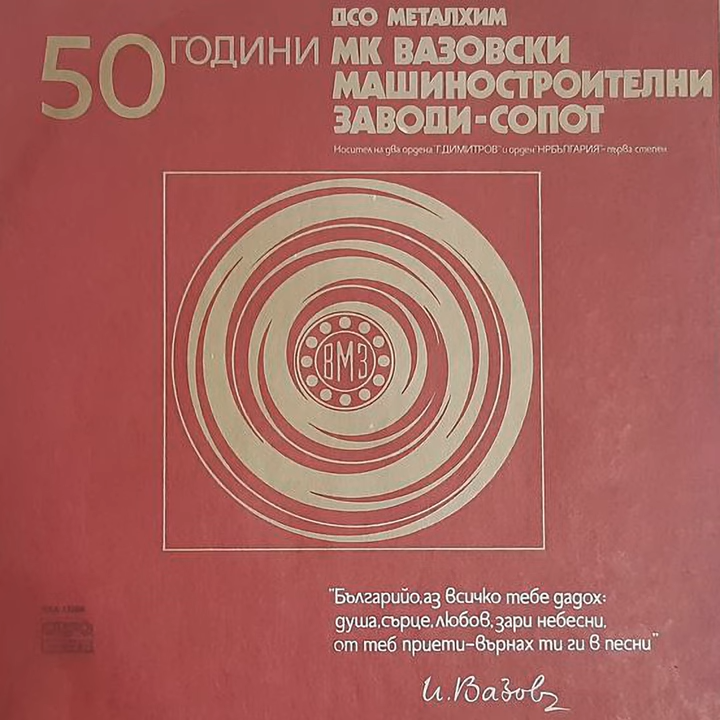 ДСО МЕТАЛХИМ
50 ГОДИНИ МК ВАЗОВСКИ
МАШИНОСТРОИТЕЛНИ
ЗАВОДИ-СОПОТ
Носител на два ордена "Г.ДИМИТРОВ" и орден "НРБЪЛГАРИЯ"- първа степен
ВМЗ
"Българийо, аз всичко тебе дадох:
душа, сърце, любов, зари небесни,
от теб приети-върнах ти ги в песни"
И. Вазовъ